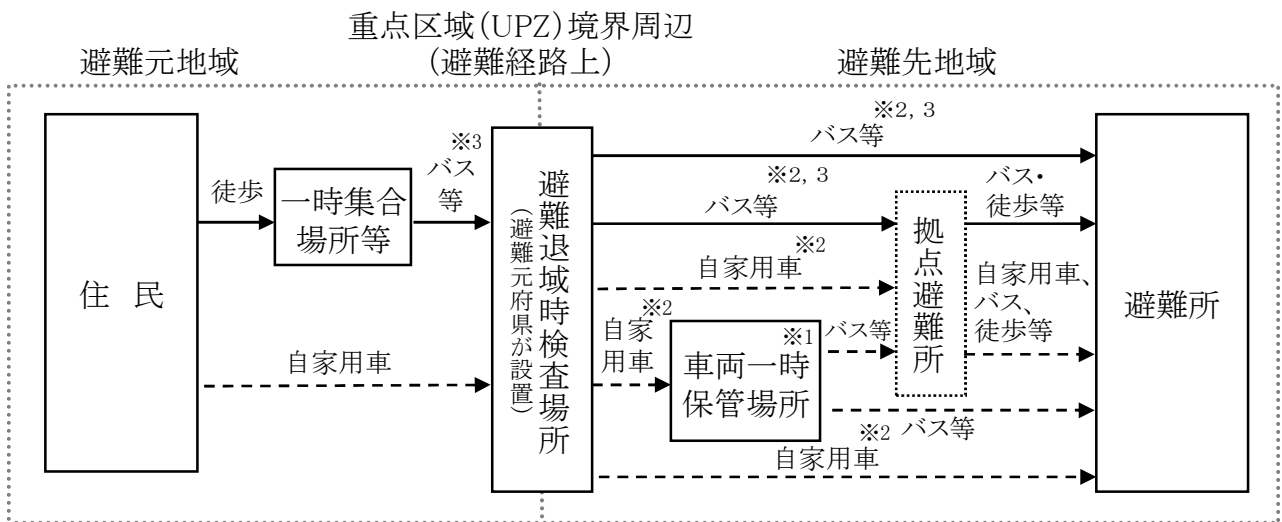 重点区域(UPZ)境界周辺
(避難経路上)
避難元地域
避難先地域
住 民
徒歩
一時集合
場所等
※3
バス
等
自家用車
避難退域時検査場所
(避難元府県が設置)
※2, 3
バス等
※2, 3
バス等
※2
自家用車
※2
自家
用車
※1
車両一時
保管場所
バス等
拠点避難所
バス・
徒歩等
自家用車、
バス、
徒歩等
バス等
※2
自家用車
避難所